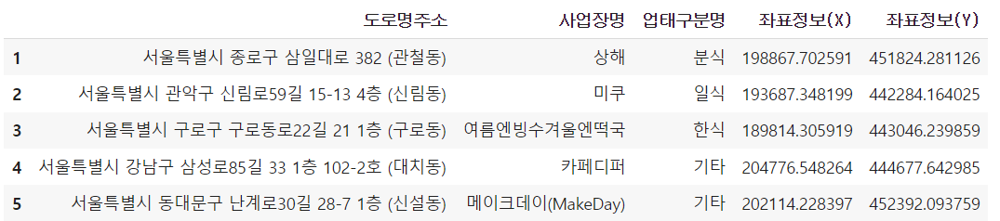 도로명주소 사업장명 업태구분명 좌표정보(X) 좌표정보(Y)
1 서울특별시 종로구 삼일대로 382 (관철동) 상해 분식 198867.702591 451824.281126
2 서울특별시 관악구 신림로59길 15-13 4층 (신림동) 미쿠 일식 193687.348199 442284.164025
3 서울특별시 구로구 구로동로22길 21 1층 (구로동) 여름엔빙수겨울엔떡국 한식 189814.305919 443046.239859
4 서울특별시 강남구 삼성로85길 33 1층 102-2호 (대치동) 카페디퍼 기타 204776.548264 444677.642985
5 서울특별시 동대문구 난계로30길 28-7 1층 (신설동) 메이크데이(MakeDay) 기타 202114.228397 452392.093759